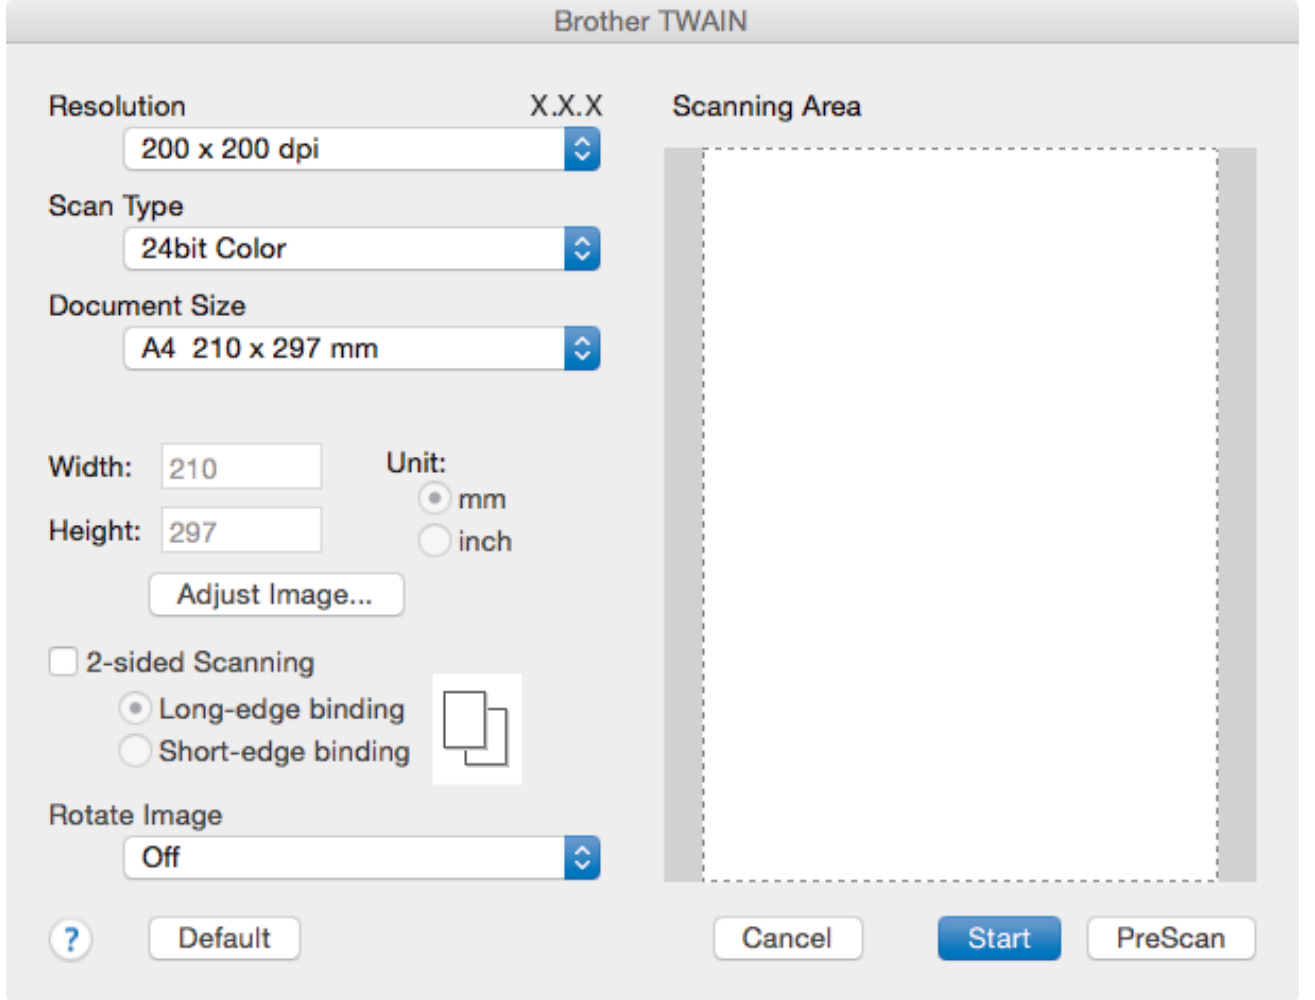 Brother TWAIN
Resolution X.X.X
200 x 200 dpi
Scan Type
24bit Color
Document Size
A4 210 x 297 mm
Width: 210
Height: 297
Unit:
mm
inch
Adjust Image...
2-sided Scanning
Long-edge binding
Short-edge binding
Rotate Image
Off
? Default
Scanning Area
Cancel Start PreScan